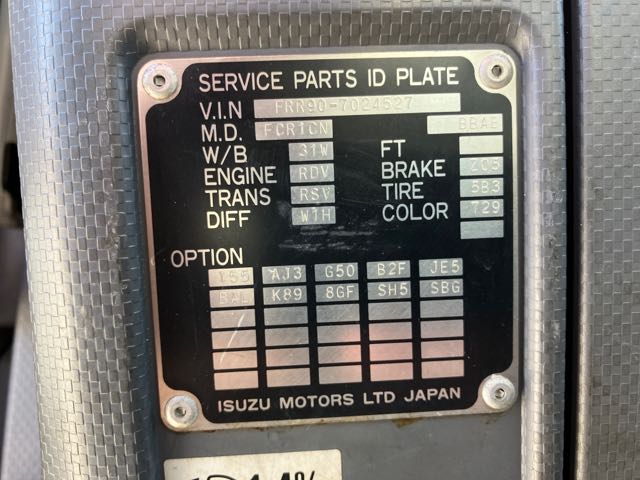 SERVICE PARTS ID PLATE
V.I.N FRR90-7024527
M.D. FCR1CN BBAE
W/B 31W FT
ENGINE RDV BRAKE ZC5
TRANS RSV TIRE 5B3
DIFF W1H COLOR 729
OPTION
AJ3 G50 B2F JE5
K89 8GF SH5 SBG
ISUZU MOTORS LTD JAPAN